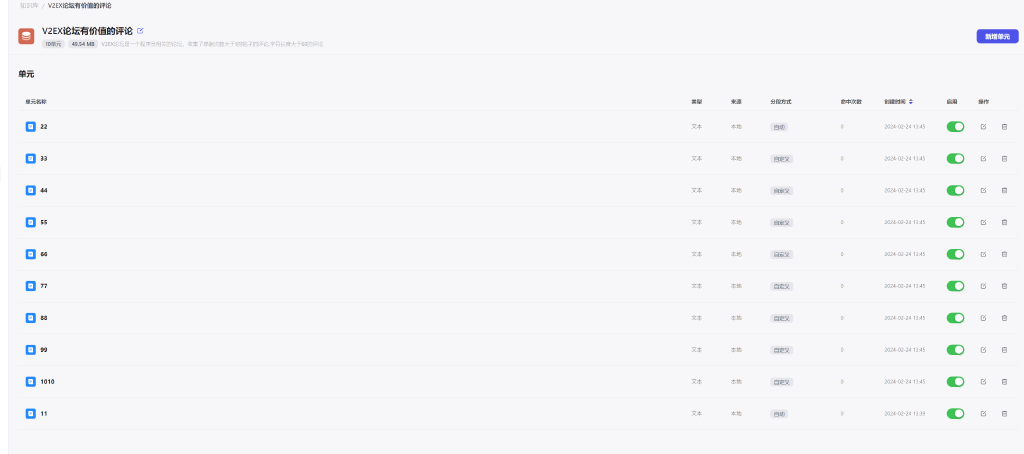 知识库 / V2EX论坛有价值的评论
V2EX论坛有价值的评论
10单元 49.54 MB V2EX论坛是一个程序员相关的论坛，收集了感谢次数大于1的帖子的评论,字符长度大于68的评论
新增单元
单元
单元名称 类型 来源 分段方式 命中次数 创建时间 启用 操作
22 文本 本地 自动 0 2024-02-24 13:45
33 文本 本地 自定义 0 2024-02-24 13:45
44 文本 本地 自定义 0 2024-02-24 13:45
55 文本 本地 自定义 0 2024-02-24 13:45
66 文本 本地 自定义 0 2024-02-24 13:45
77 文本 本地 自定义 0 2024-02-24 13:45
88 文本 本地 自定义 0 2024-02-24 13:45
99 文本 本地 自定义 0 2024-02-24 13:45
1010 文本 本地 自定义 0 2024-02-24 13:45
11 文本 本地 自动 0 2024-02-24 13:39